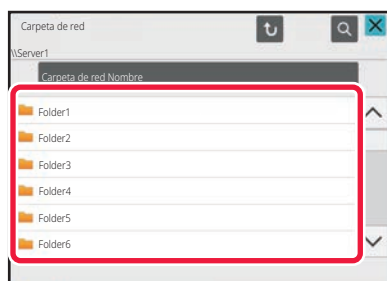 Carpeta de red
\\Server1
Carpeta de red Nombre
Folder1
Folder2
Folder3
Folder4
Folder5
Folder6